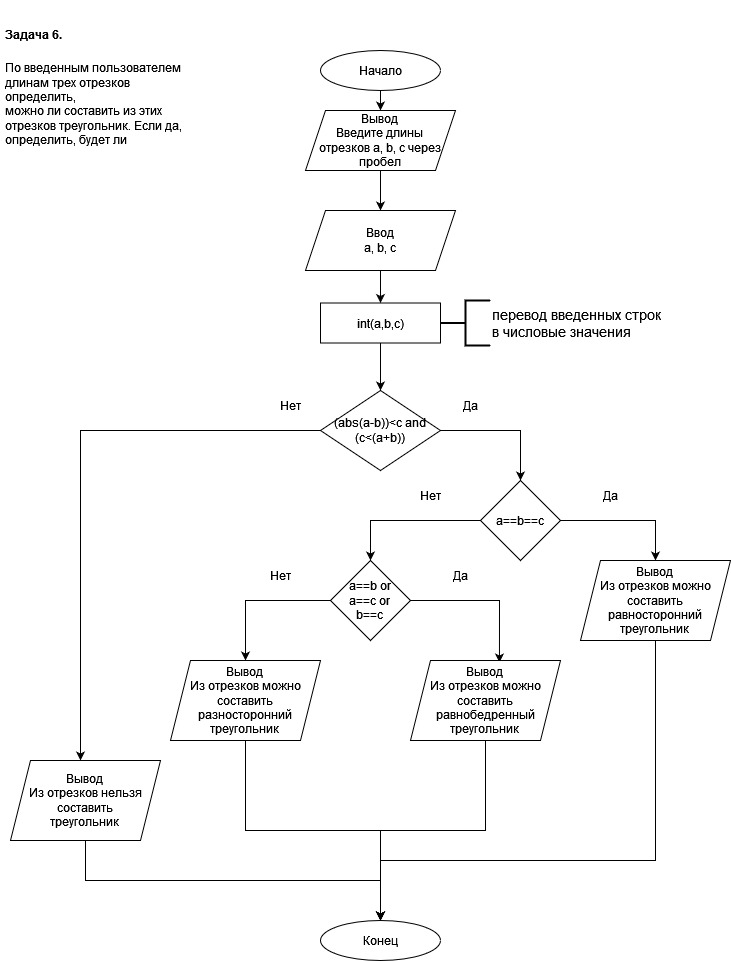 Задача 6.
По введенным пользователем
длинам трех отрезков
определить,
можно ли составить из этих
отрезков треугольник. Если да,
определить, будет ли
Начало
Вывод
Введите длины
отрезков a, b, c через
пробел
Ввод
a, b, c
int(a,b,c)
перевод введенных строк
в числовые значения
Нет
Да
(abs(a-b))<c and
(c<(a+b))
Нет
Да
a==b==c
Нет
Да
a==b or
a==c or
b==c
Вывод
Из отрезков можно
составить
равносторонний
треугольник
Вывод
Из отрезков можно
составить
разносторонний
треугольник
Вывод
Из отрезков можно
составить
равнобедренный
треугольник
Вывод
Из отрезков нельзя
составить
треугольник
Конец